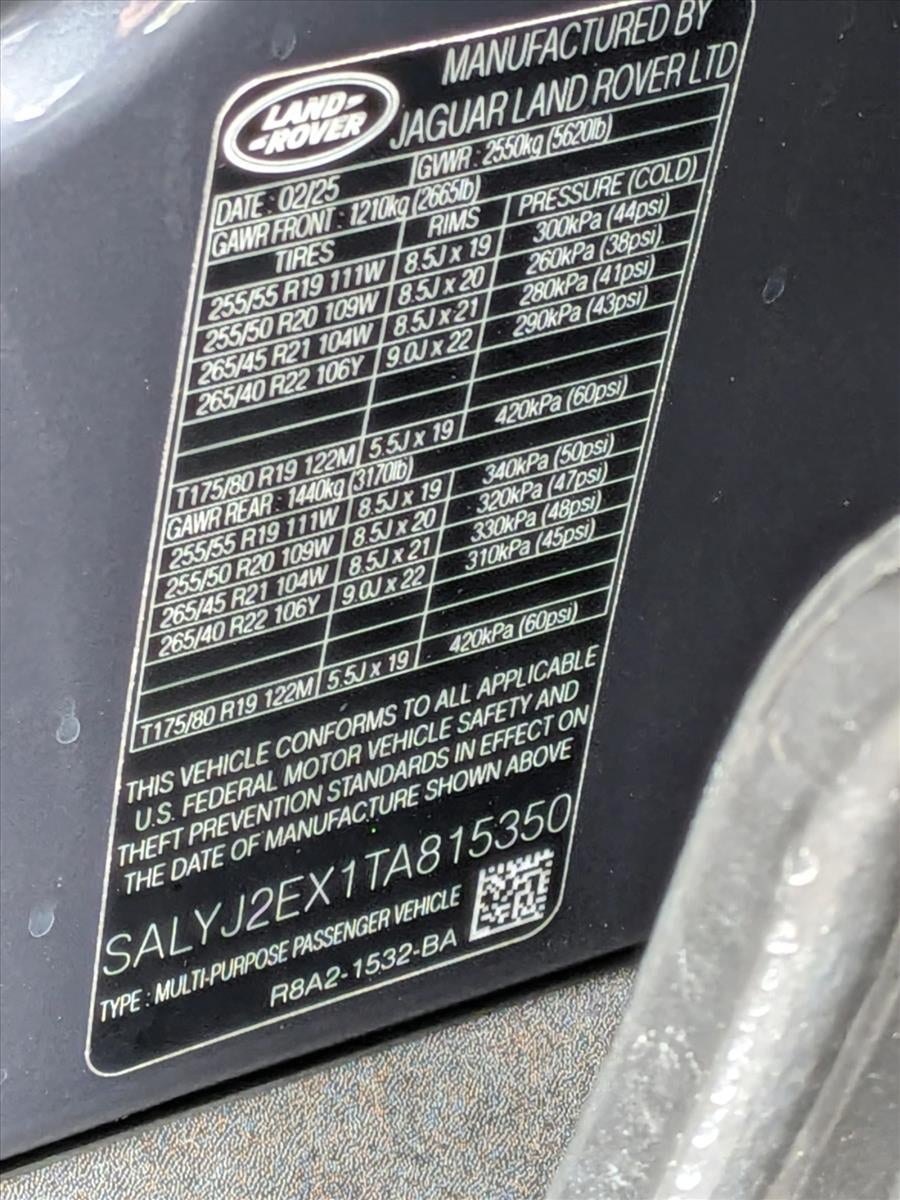 MANUFACTURED BY
LAND ROVER JAGUAR LAND ROVER LTD
DATE : 02/25 GVWR : 2550kg (5620lb)
GAWR FRONT : 1210kg (2665lb)
TIRES RIMS PRESSURE (COLD)
255/55 R19 111W 8.5J x 19 300kPa (44psi)
255/50 R20 109W 8.5J x 20 260kPa (38psi)
265/45 R21 104W 8.5J x 21 280kPa (41psi)
265/40 R22 106Y 9.0J x 22 290kPa (43psi)
T175/80 R19 122M 5.5J x 19 420kPa (60psi)
GAWR REAR : 1440kg (3170lb)
255/55 R19 111W 8.5J x 19 340kPa (50psi)
255/50 R20 109W 8.5J x 20 320kPa (47psi)
265/45 R21 104W 8.5J x 21 330kPa (48psi)
265/40 R22 106Y 9.0J x 22 310kPa (45psi)
T175/80 R19 122M 5.5J x 19 420kPa (60psi)
THIS VEHICLE CONFORMS TO ALL APPLICABLE
U.S. FEDERAL MOTOR VEHICLE SAFETY AND
THEFT PREVENTION STANDARDS IN EFFECT ON
THE DATE OF MANUFACTURE SHOWN ABOVE
SALYJ2EX1TA815350
TYPE : MULTI-PURPOSE PASSENGER VEHICLE
R8A2-1532-BA